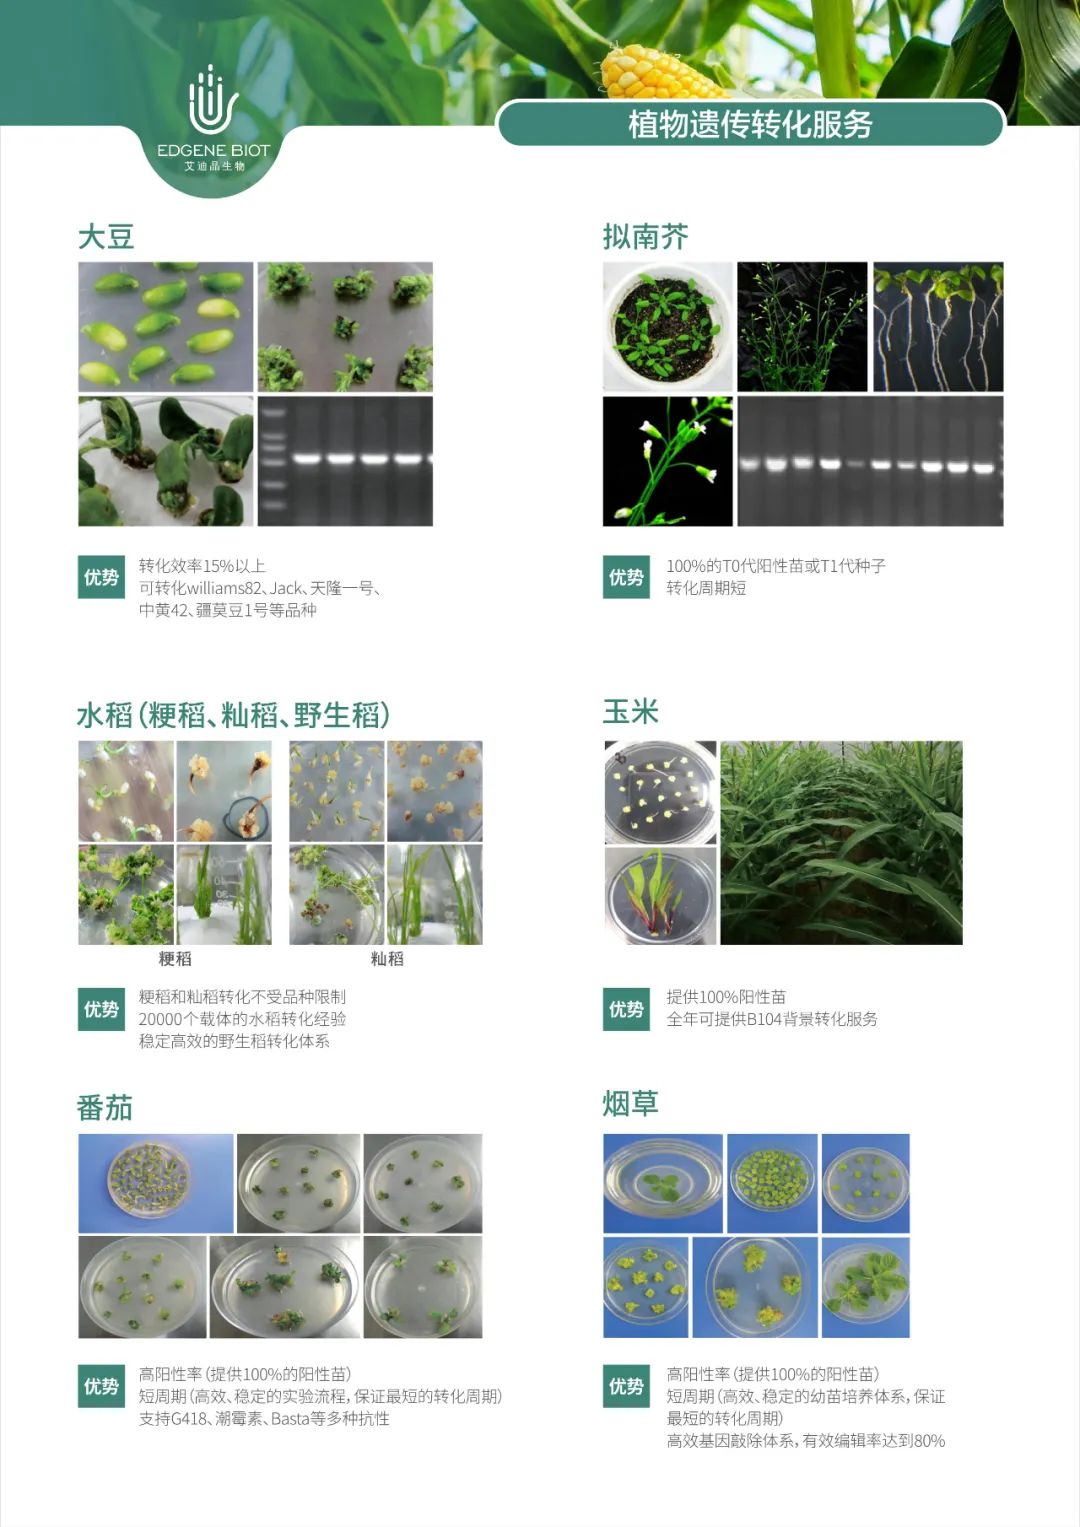 EDGENE BIOT
艾迪晶生物
植物遗传转化服务
大豆
优势
转化效率15%以上
可转化williams82、Jack、天隆一号、
中黄42、疆莫豆1号等品种
拟南芥
优势
100%的T0代阳性苗或T1代种子
转化周期短
水稻（粳稻、籼稻、野生稻）
粳稻
籼稻
优势
粳稻和籼稻转化不受品种限制
20000个载体的水稻转化经验
稳定高效的野生稻转化体系
玉米
优势
提供100%阳性苗
全年可提供B104背景转化服务
番茄
优势
高阳性率（提供100%的阳性苗）
短周期（高效、稳定的实验流程，保证最短的转化周期）
支持G418、潮霉素、Basta等多种抗性
烟草
优势
高阳性率（提供100%的阳性苗）
短周期（高效、稳定的幼苗培养体系，保证
最短的转化周期）
高效基因敲除体系，有效编辑率达到80%